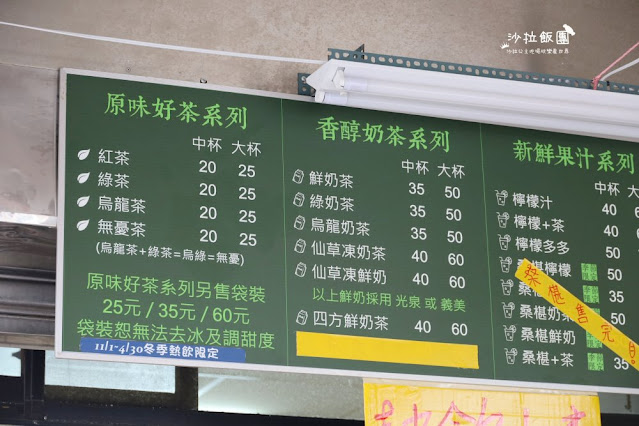 沙拉飯團
原味好茶系列
中杯 大杯
紅茶 20 25
綠茶 20 25
烏龍茶 20 25
無憂茶 20 25
(烏龍茶+綠茶=烏綠=無憂)
原味好茶系列另售袋裝
25元 / 35元 / 60元
袋裝恕無法去冰及調甜度
11/1-4/30冬季熱飲限定
香醇奶茶系列
中杯 大杯
鮮奶茶 35 50
綠奶茶 35 50
烏龍奶茶 35 50
仙草凍奶茶 40 60
仙草凍鮮奶 40 60
以上鮮奶採用 光泉 或 義美
四方鮮奶茶 40 60
新鮮果汁系列
中杯 大
檸檬汁 40 6
檸檬+茶 40
檸檬多多 50
檸檬
桑椹奶茶
桑椹鮮奶
桑椹+茶 35
桑椹售完!